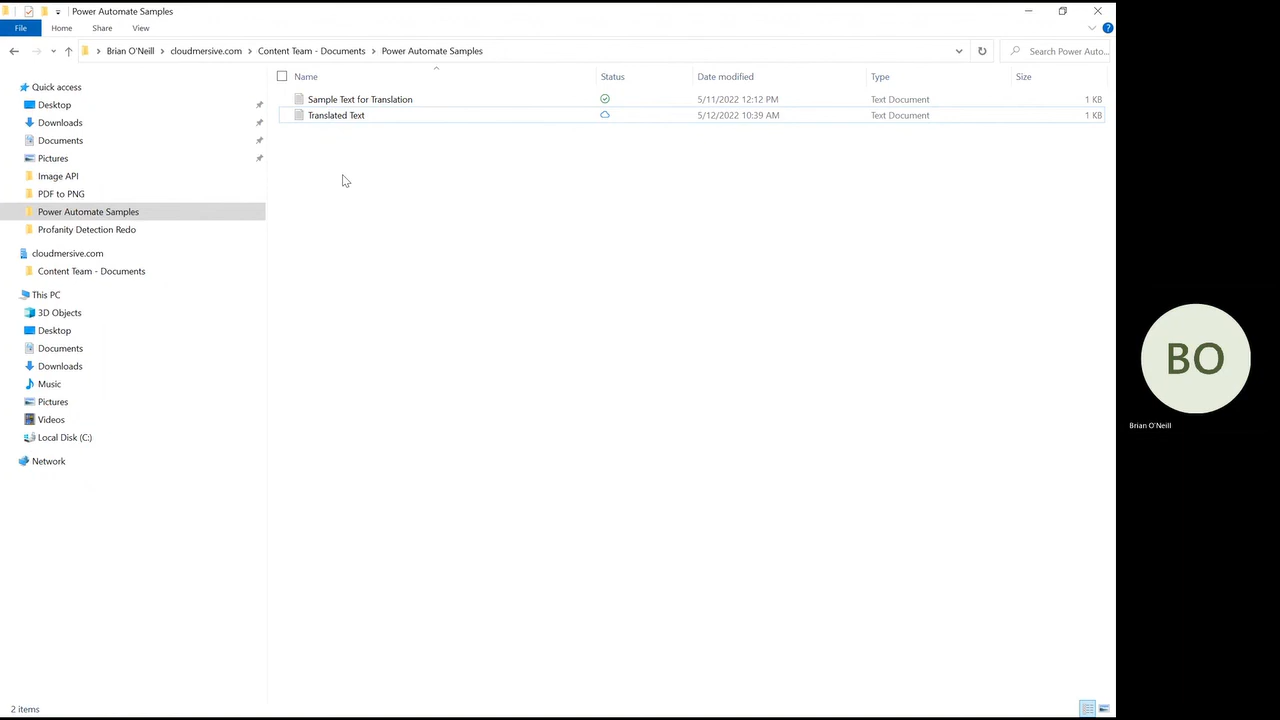 Power Automate Samples
File Home Share View
Brian O'Neill cloudmersive.com Content Team - Documents Power Automate Samples
Search Power Auto...
Name Status Date modified Type Size
Sample Text for Translation 5/11/2022 12:12 PM Text Document 1 KB
Translated Text 5/12/2022 10:39 AM Text Document 1 KB
Quick access
Desktop
Downloads
Documents
Pictures
Image API
PDF to PNG
Power Automate Samples
Profanity Detection Redo
cloudmersive.com
Content Team - Documents
This PC
3D Objects
Desktop
Documents
Downloads
Music
Pictures
Videos
Local Disk (C:)
Network
2 items
BO
Brian O'Neill